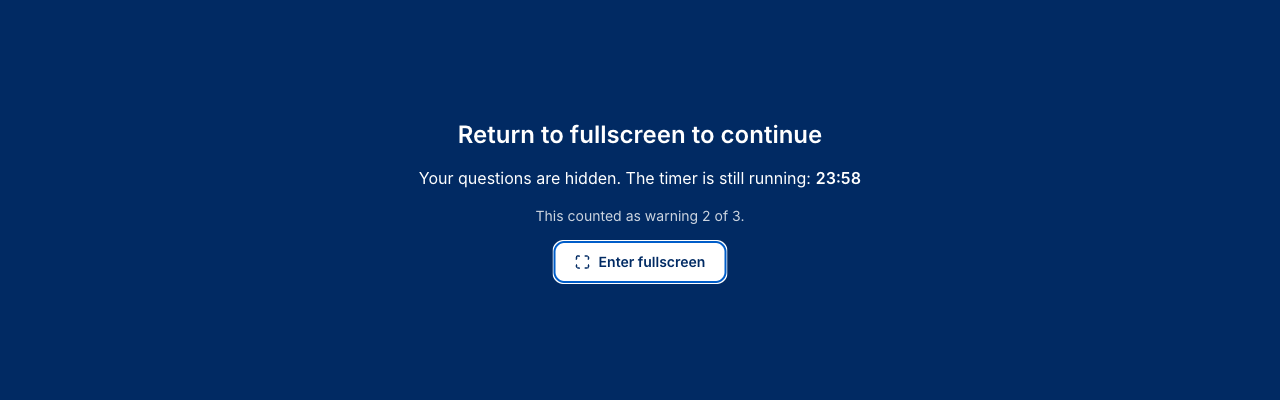 Return to fullscreen to continue
Your questions are hidden. The timer is still running: 23:58
This counted as warning 2 of 3.
Enter fullscreen